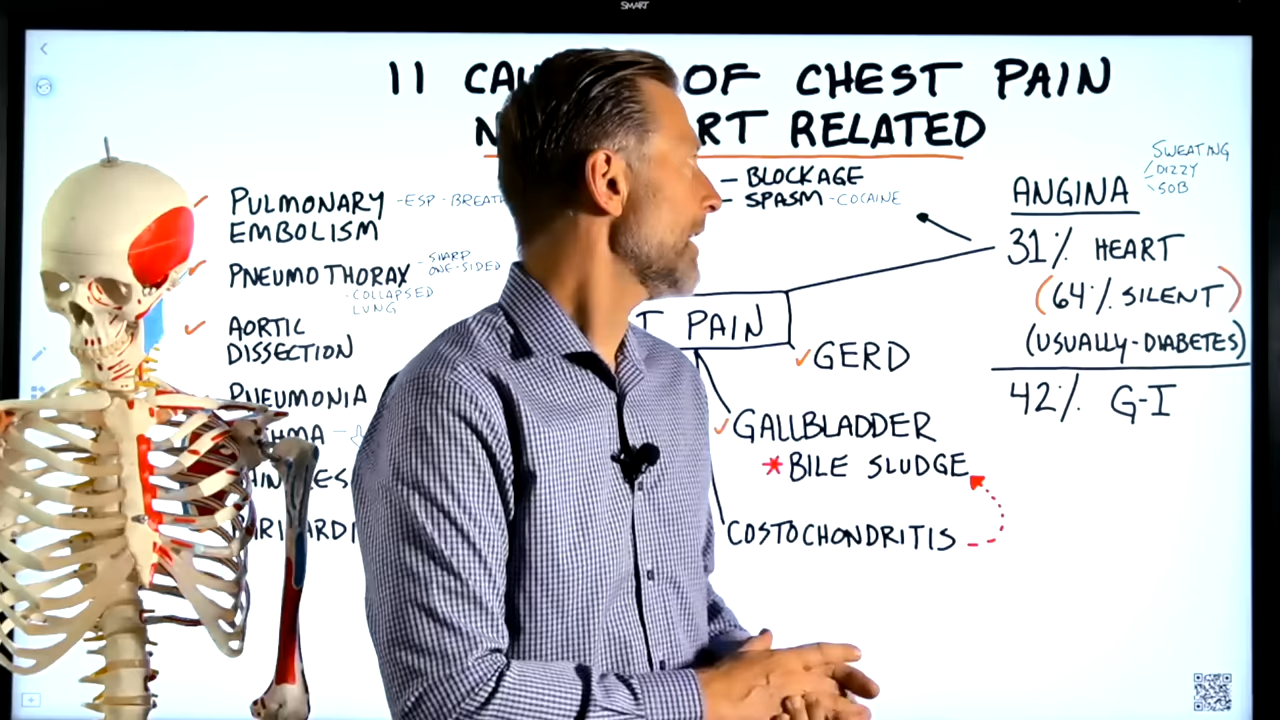 SMART
11 CA OF CHEST PAIN
N RT RELATED
PULMONARY -ESP-BREATH
EMBOLISM
PNEUMOTHORAX -SHARP
ONE-SIDED
-COLLAPSED
LUNG
AORTIC
DISSECTION
PNEUMONIA
-BLOCKAGE
-SPASM-COCAINE
T PAIN
✓GERD
✓GALLBLADDER
*BILE SLUDGE
COSTOCHONDRITIS
SWEATING
DIZZY
SOB
ANGINA
31% HEART
(64% SILENT)
(USUALLY-DIABETES)
42% G-I